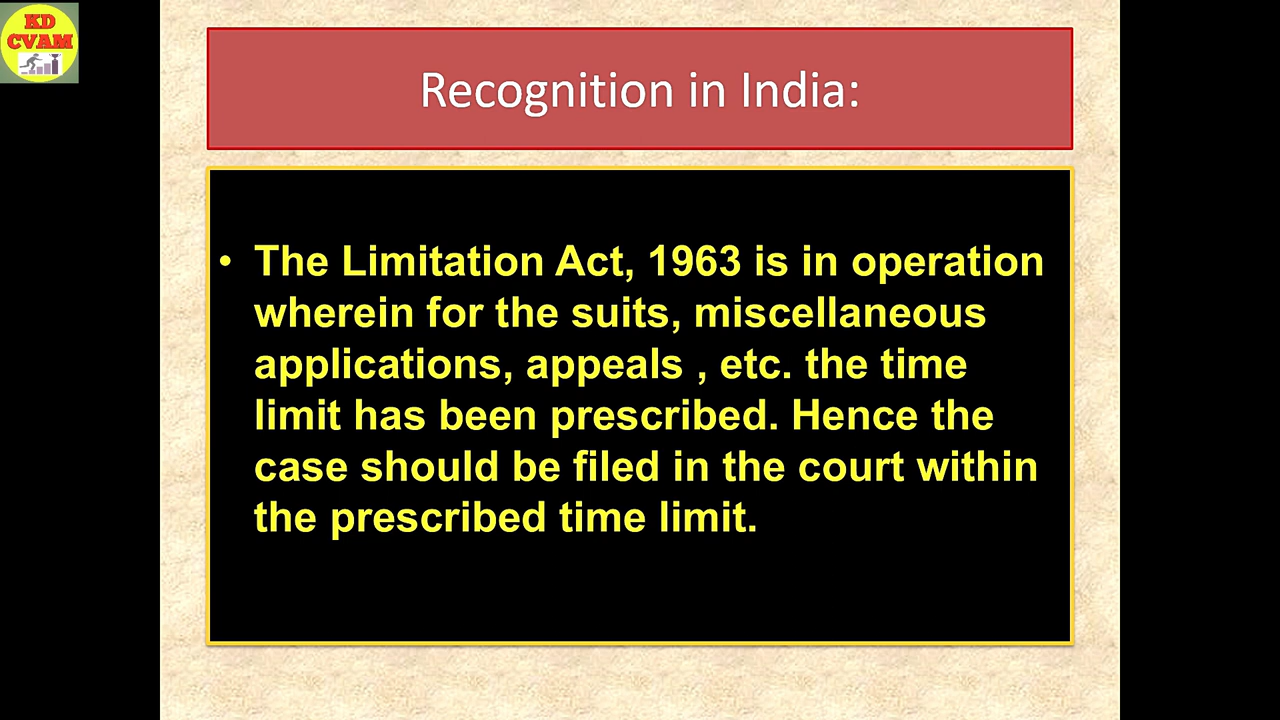 KD
CVAM
Recognition in India:
• The Limitation Act, 1963 is in operation
wherein for the suits, miscellaneous
applications, appeals , etc. the time
limit has been prescribed. Hence the
case should be filed in the court within
the prescribed time limit.